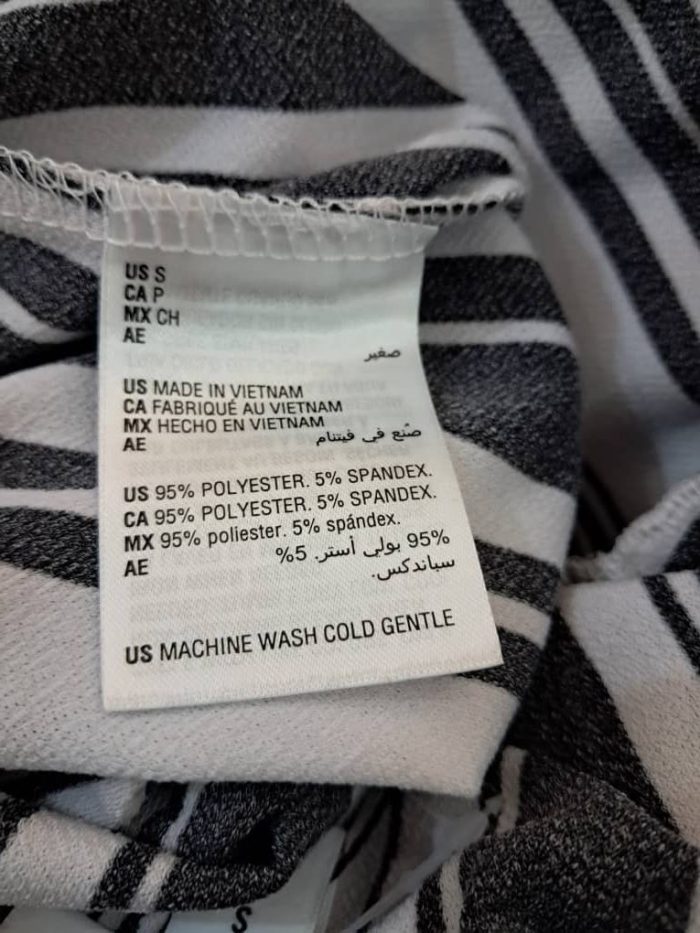 US S
CA P
MX CH
AE
صغير
US MADE IN VIETNAM
CA FABRIQUÉ AU VIETNAM
MX HECHO EN VIETNAM
AE صُنع في فيتنام
US 95% POLYESTER. 5% SPANDEX.
CA 95% POLYESTER. 5% SPANDEX.
MX 95% poliester. 5% spándex.
AE 95% بولي أستر. 5%
سباندكس.
US MACHINE WASH COLD GENTLE
S